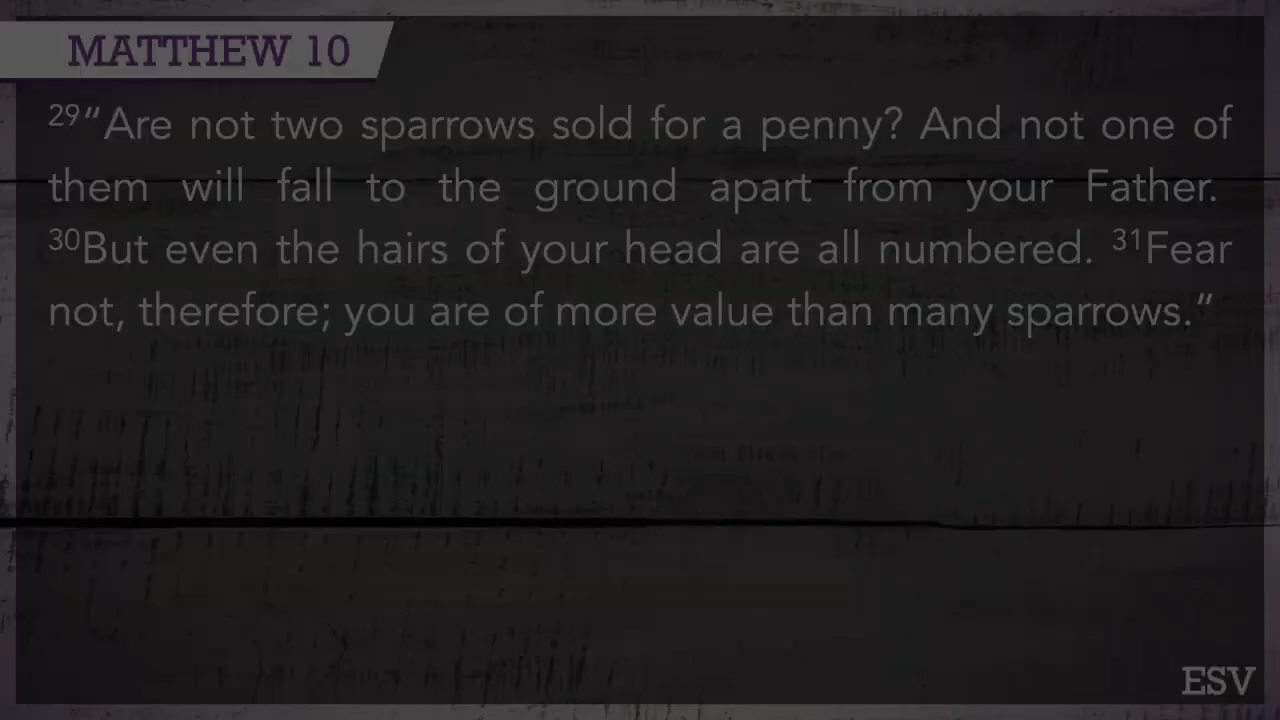 MATTHEW 10
29“Are not two sparrows sold for a penny? And not one of
them will fall to the ground apart from your Father.
30But even the hairs of your head are all numbered. 31Fear
not, therefore; you are of more value than many sparrows.”
ESV